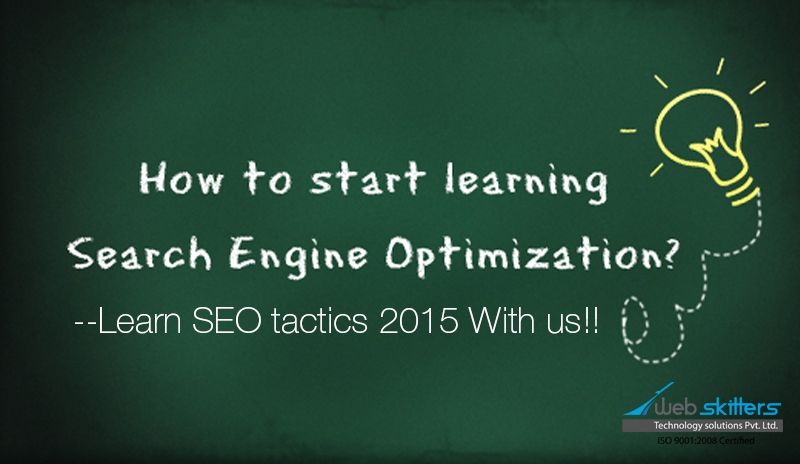 How to start learning
Search Engine Optimization?
--Learn SEO tactics 2015 With us!!
web skitters
Technology solutions Pvt. Ltd.
ISO 9001:2008 Certified